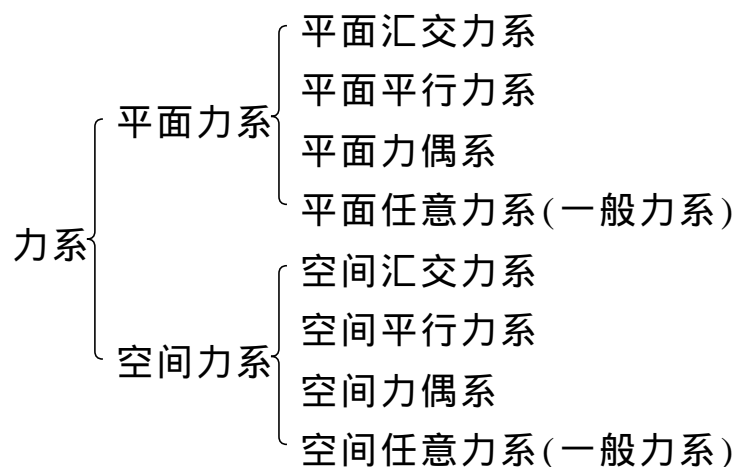 平面汇交力系
平面平行力系
平面力系
平面力偶系
平面任意力系(一般力系)
力系
空间汇交力系
空间平行力系
空间力系
空间力偶系
空间任意力系(一般力系)